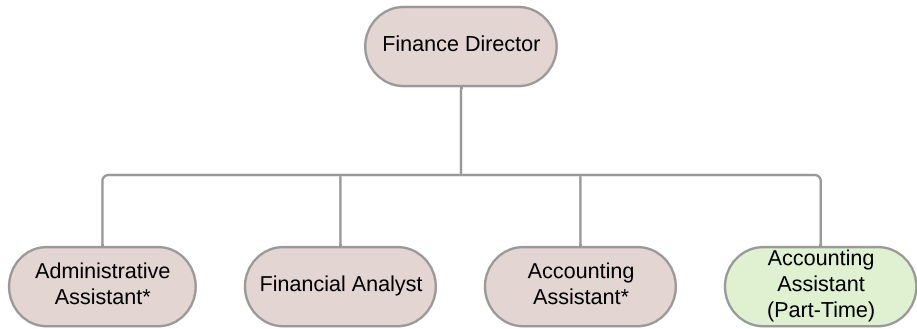 Finance Director
Administrative
Assistant*
Financial Analyst
Accounting
Assistant*
Accounting
Assistant
(Part-Time)